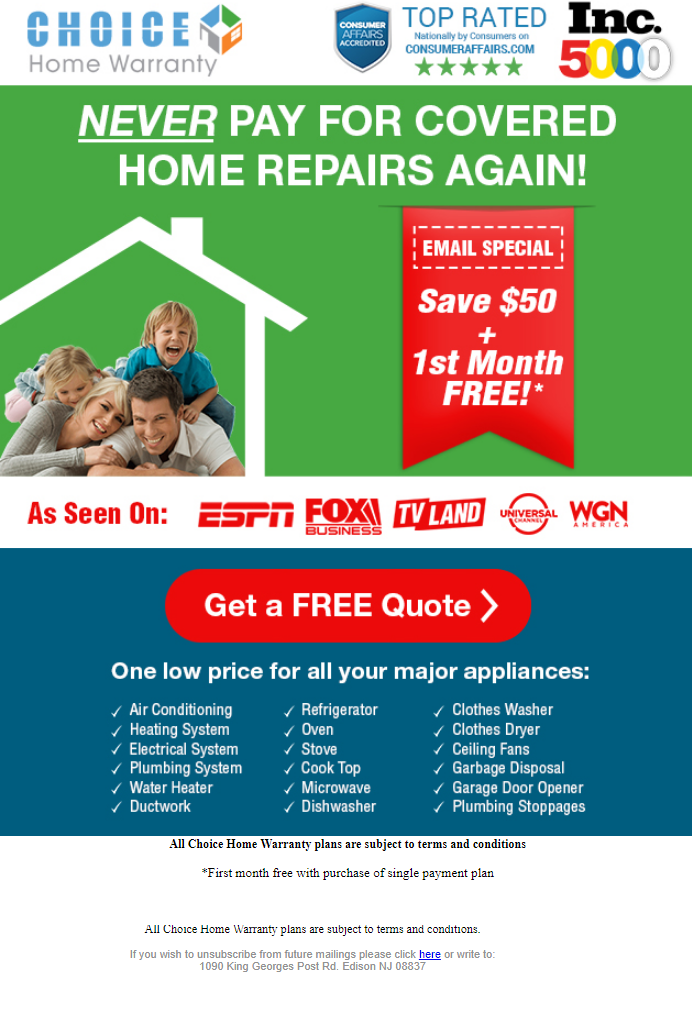 CHOICE
Home Warranty
CONSUMER
AFFAIRS
ACCREDITED
TOP RATED
Nationally by Consumers on
CONSUMERAFFAIRS.COM
Inc.
5000
NEVER PAY FOR COVERED
HOME REPAIRS AGAIN!
EMAIL SPECIAL
Save $50
+
1st Month
FREE!*
As Seen On:
ESPN
FOX
BUSINESS
TV LAND
UNIVERSAL
CHANNEL
WGN
AMERICA
Get a FREE Quote
One low price for all your major appliances:
✓ Air Conditioning
✓ Heating System
✓ Electrical System
✓ Plumbing System
✓ Water Heater
✓ Ductwork
✓ Refrigerator
✓ Oven
✓ Stove
✓ Cook Top
✓ Microwave
✓ Dishwasher
✓ Clothes Washer
✓ Clothes Dryer
✓ Ceiling Fans
✓ Garbage Disposal
✓ Garage Door Opener
✓ Plumbing Stoppages
All Choice Home Warranty plans are subject to terms and conditions
*First month free with purchase of single payment plan
All Choice Home Warranty plans are subject to terms and conditions.
If you wish to unsubscribe from future mailings please click here or write to:
1090 King Georges Post Rd. Edison NJ 08837